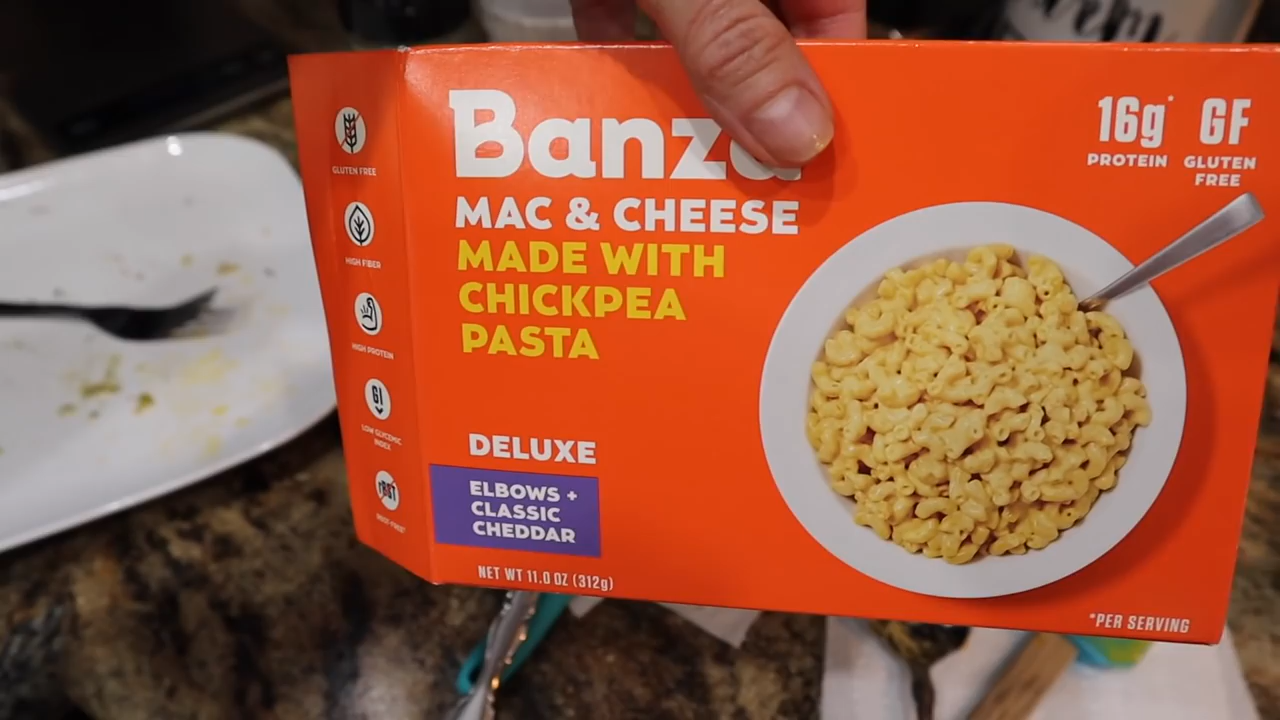 Banza
MAC & CHEESE
MADE WITH
CHICKPEA
PASTA
DELUXE
ELBOWS +
CLASSIC
CHEDDAR
NET WT 11.0 OZ (312g)
16g*
PROTEIN
GF
GLUTEN
FREE
*PER SERVING
GLUTEN FREE
HIGH FIBER
HIGH PROTEIN
GI
LOW GLYCEMIC
INDEX